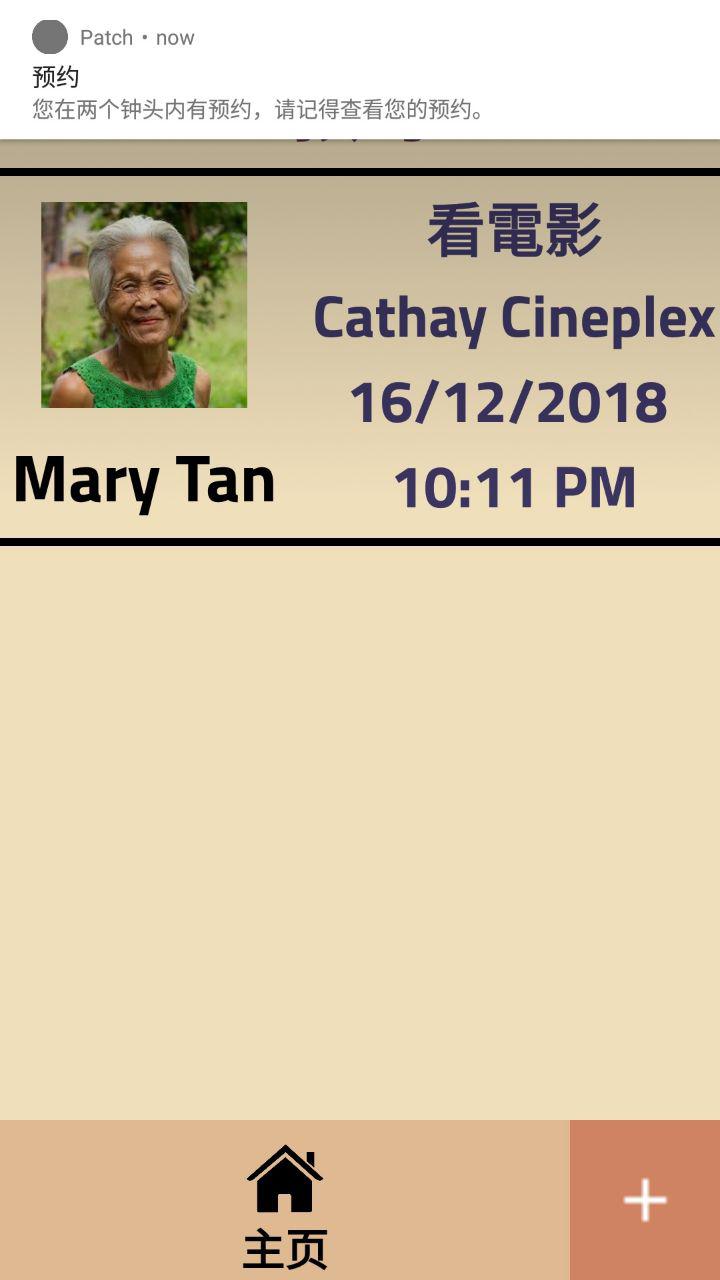 Patch • now
预约
您在两个钟头内有预约，请记得查看您的预约。
看電影
Cathay Cineplex
16/12/2018
10:11 PM
Mary Tan
主页